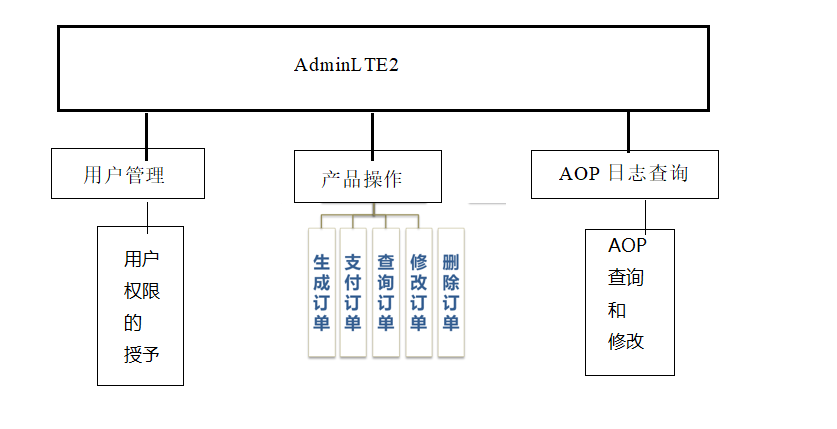 AdminLTE2
用户管理
产品操作
AOP 日志查询
用户
权限
的
授予
生成订单
支付订单
查询订单
修改订单
删除订单
AOP
查询
和
修改